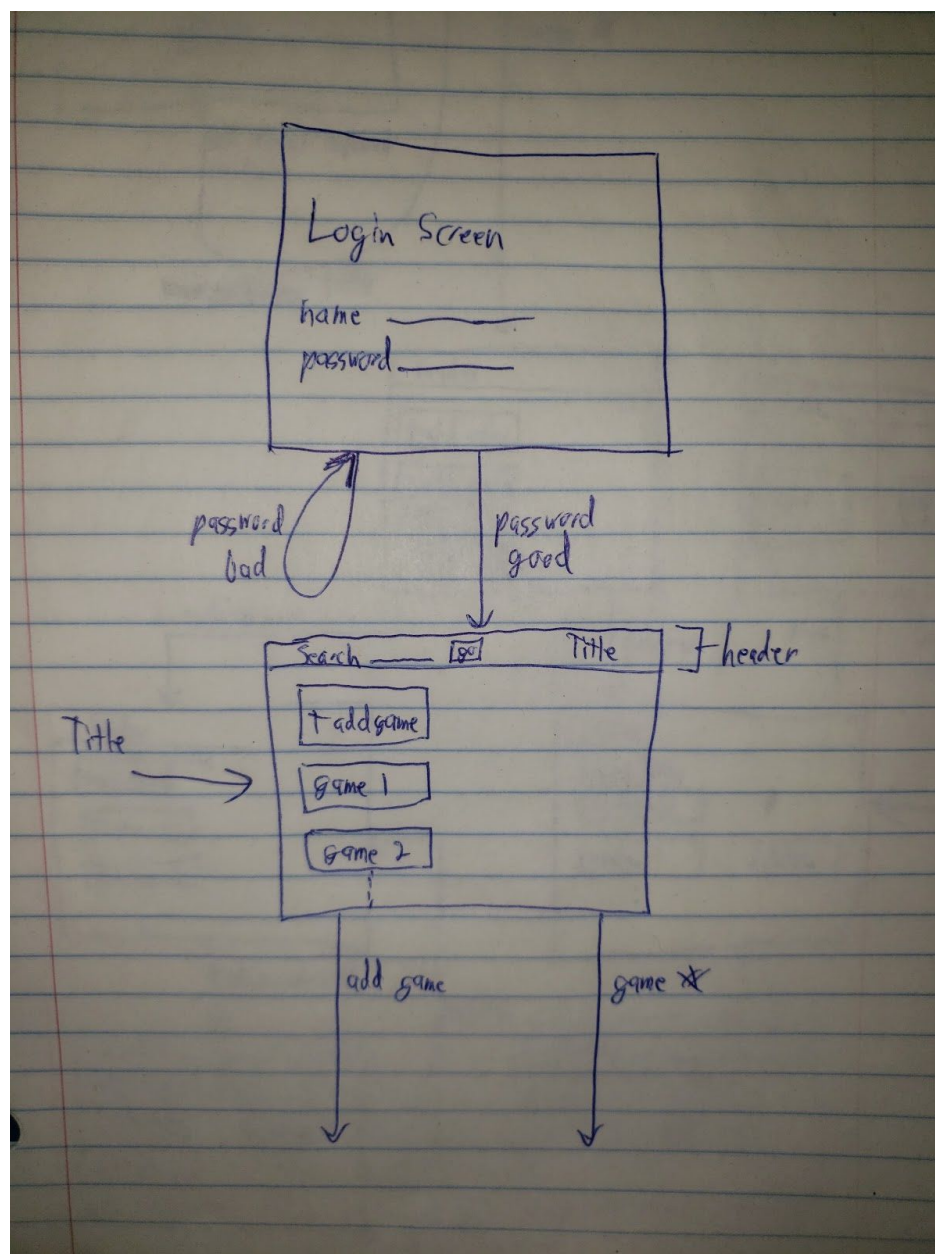 Login Screen
name
password
password
bad
password
good
Search go Title
header
+ add game
Title
game 1
game 2
add game
game *